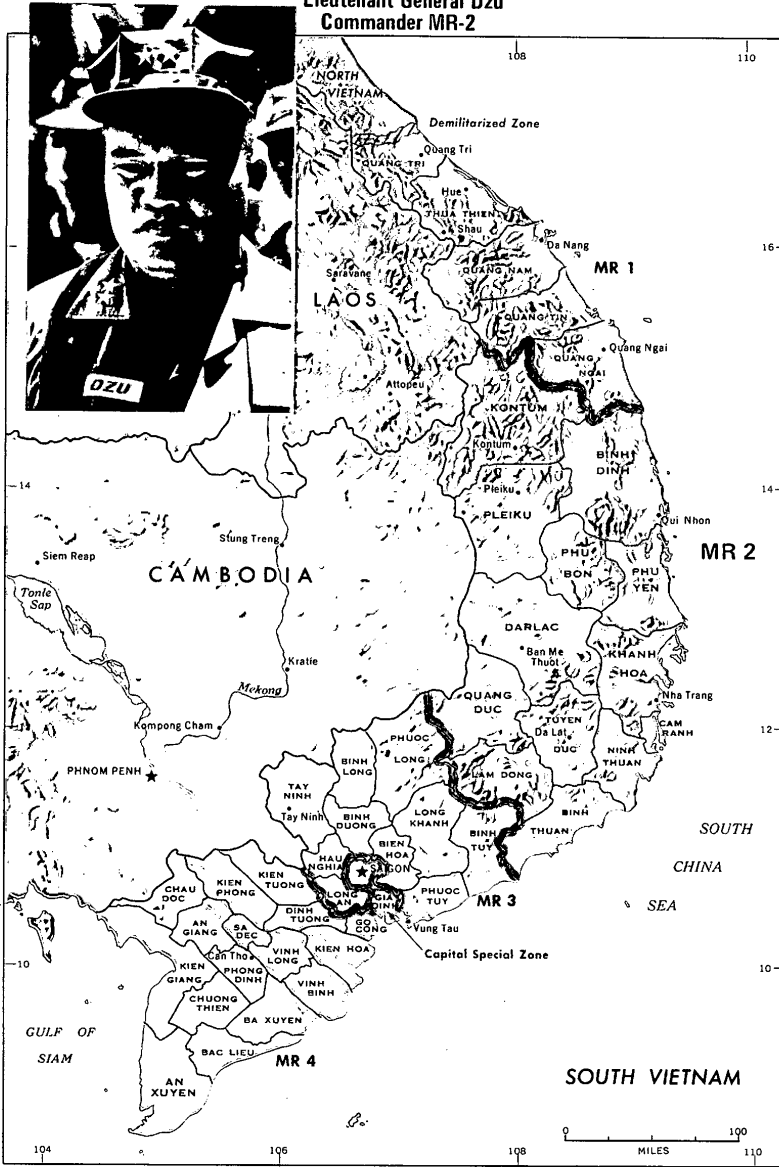 Lieutenant General Dzu
Commander MR-2
108
110
NORTH
VIETNAM
Demilitarized Zone
Quang Tri
QUANG TRI
Hue
THUA THIEN
Shau
Da Nang
16
MR 1
QUANG NAM
Saravane
LAOS
QUANG TIN
Quang Ngai
QUANG
NGAI
DZU
Attopeu
KONTUM
Kontum
BINH
DINH
14
14
Pleiku
PLEIKU
Qui Nhon
Stung Treng
Siem Reap
CAMBODIA
MR 2
PHU
BON
PHU
YEN
Tonle
Sap
DARLAC
Ban Me
Thuot
KHANH
HOA
Kratie
Mekong
QUANG
DUC
Nha Trang
Kompong Cham
TUYEN
Da Lat
DUC
CAM
RANH
12
PHUOC
LONG
NINH
THUAN
PHNOM PENH
BINH
LONG
LAM DONG
TAY
NINH
Tay Ninh
BINH
DUONG
LONG
KHANH
BINH
THUAN
BINH
TUY
SOUTH
CHINA
SEA
BIEN
HOA
HAU
NGHIA
SAIGON
KIEN
TUONG
CHAU
DOC
KIEN
PHONG
LONG
AN
GIA
DINH
PHUOC
TUY
MR 3
DINH
TUONG
GO
CONG
Vung Tau
AN
GIANG
SA
DEC
Capital Special Zone
KIEN HOA
VINH
LONG
Can Tho
10
10
KIEN
GIANG
PHONG
DINH
VINH
BINH
CHUONG
THIEN
BA XUYEN
GULF OF
SIAM
BAC LIEU
MR 4
AN
XUYEN
SOUTH VIETNAM
0
100
MILES
104
106
108
110